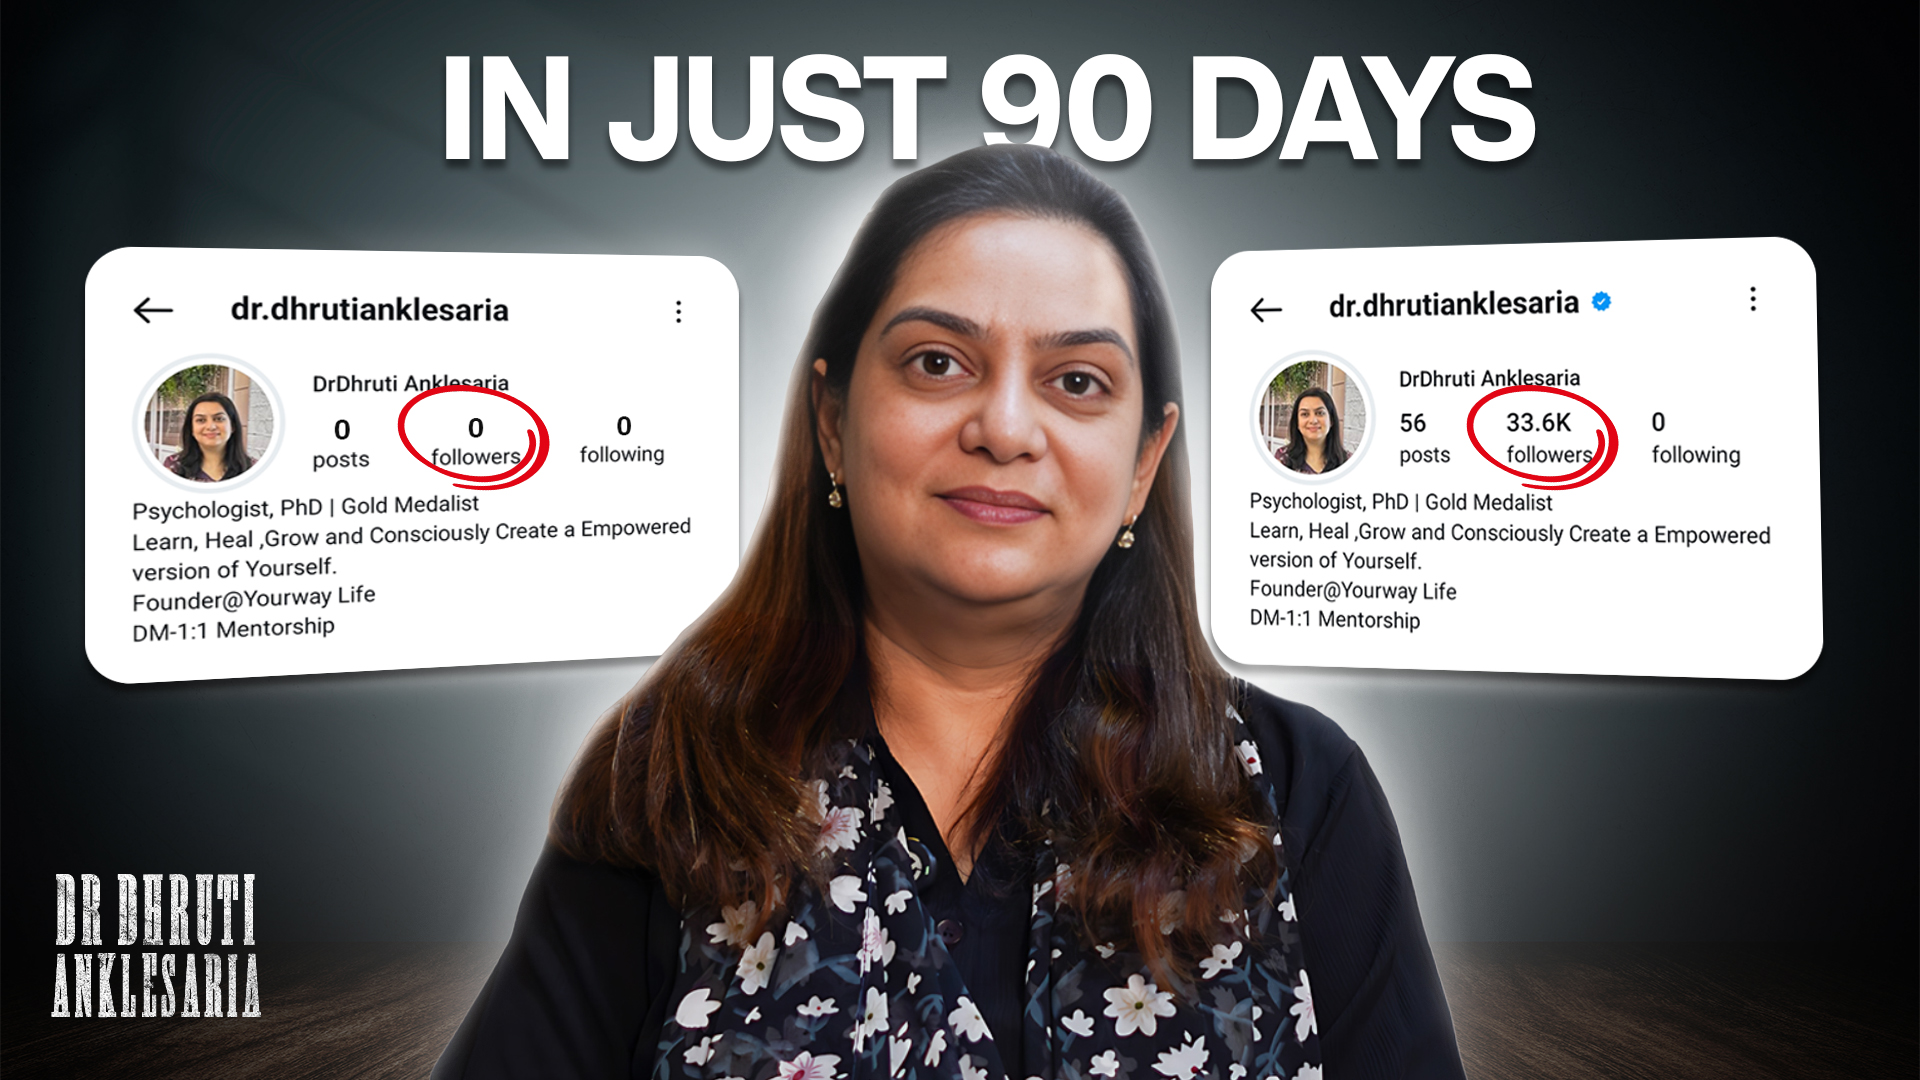 IN JUST 90 DAYS
dr.dhrutianklesaria
DrDhruti Anklesaria
0 0 0
posts followers following
Psychologist, PhD | Gold Medalist
Learn, Heal ,Grow and Consciously Create a Empowered
version of Yourself.
Founder@Yourway Life
DM-1:1 Mentorship
dr.dhrutianklesaria
DrDhruti Anklesaria
56 33.6K 0
posts followers following
Psychologist, PhD | Gold Medalist
Learn, Heal ,Grow and Consciously Create a Empowered
version of Yourself.
Founder@Yourway Life
DM-1:1 Mentorship
DR DHRUTI
ANKLESARIA